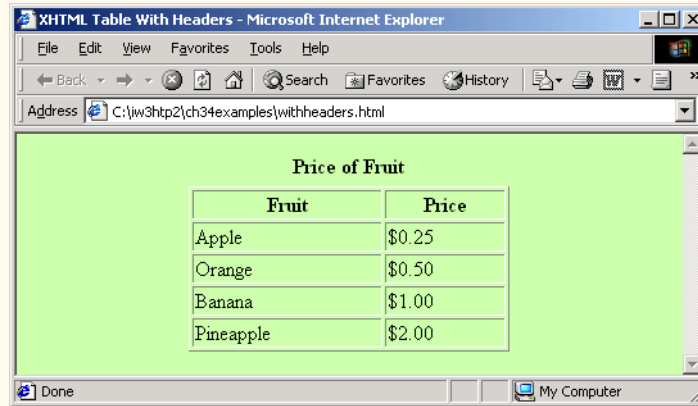 XHTML Table With Headers - Microsoft Internet Explorer
File Edit View Favorites Tools Help
Back Search Favorites History »
Address C:\iw3htp2\ch34examples\withheaders.html
Price of Fruit
Fruit Price
Apple $0.25
Orange $0.50
Banana $1.00
Pineapple $2.00
Done My Computer